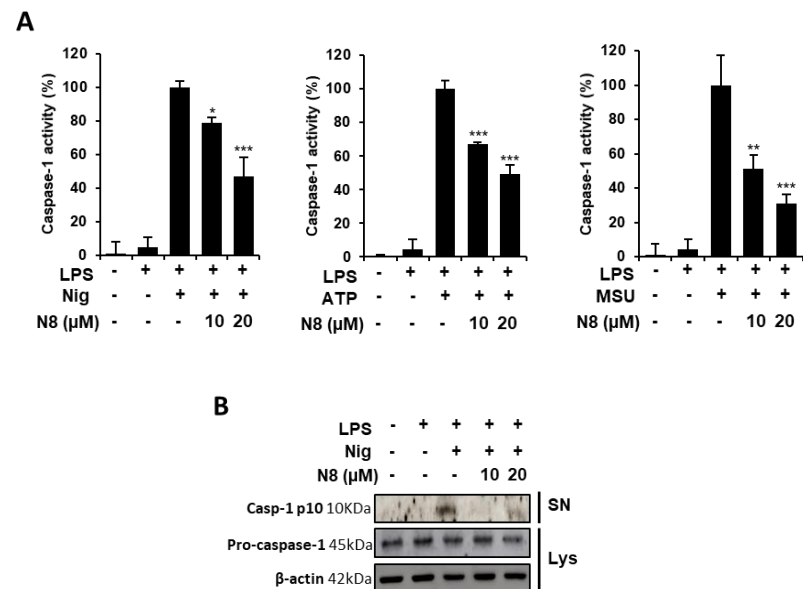 A
Caspase-1 activity (%)
120
100
80
60
40
20
0
*
***
LPS - + + + +
Nig - - + + +
N8 (µM) - - - 10 20
Caspase-1 activity (%)
120
100
80
60
40
20
0
***
***
LPS - + + + +
ATP - - + + +
N8 (µM) - - - 10 20
Caspase-1 activity (%)
120
100
80
60
40
20
0
**
***
LPS - + + + +
MSU - - + + +
N8 (µM) - - - 10 20
B
LPS - + + + +
Nig - - + + +
N8 (µM) - - 10 20
Casp-1 p10 10KDa SN
Pro-caspase-1 45kDa
Lys
β-actin 42kDa